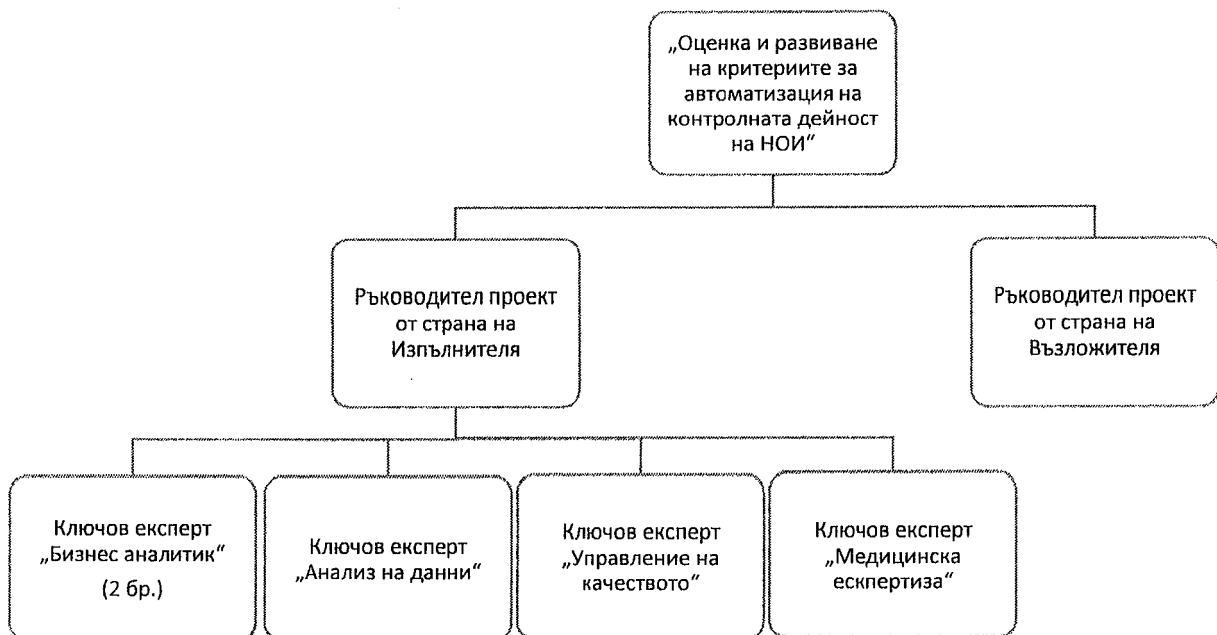 „Оценка и развиване
на критериите за
автоматизация на
контролната дейност
на НОИ“
Ръководител проект
от страна на
Изпълнителя
Ръководител проект
от страна на
Възложителя
Ключов експерт
„Бизнес аналитик“
(2 бр.)
Ключов експерт
„Анализ на данни“
Ключов експерт
„Управление на
качеството“
Ключов експерт
„Медицинска
ескпертиза“